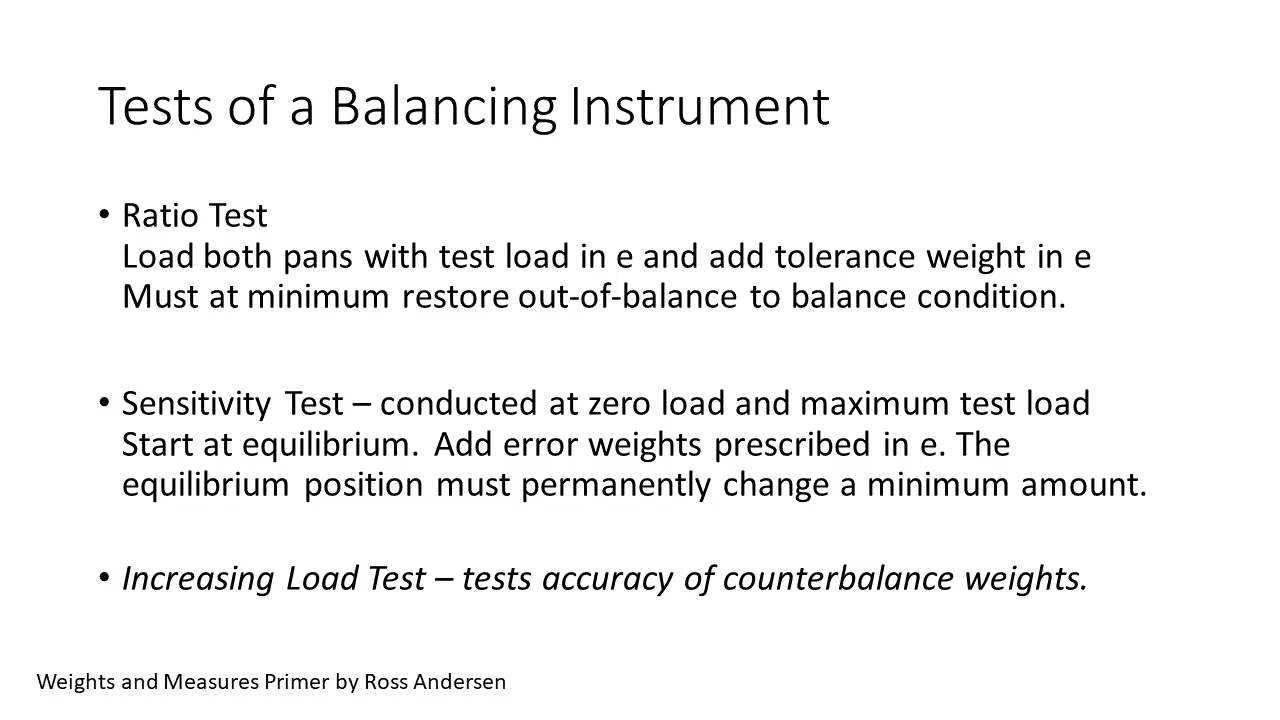 Tests of a Balancing Instrument
• Ratio Test
Load both pans with test load in e and add tolerance weight in e
Must at minimum restore out-of-balance to balance condition.
• Sensitivity Test – conducted at zero load and maximum test load
Start at equilibrium. Add error weights prescribed in e. The
equilibrium position must permanently change a minimum amount.
• Increasing Load Test – tests accuracy of counterbalance weights.
Weights and Measures Primer by Ross Andersen